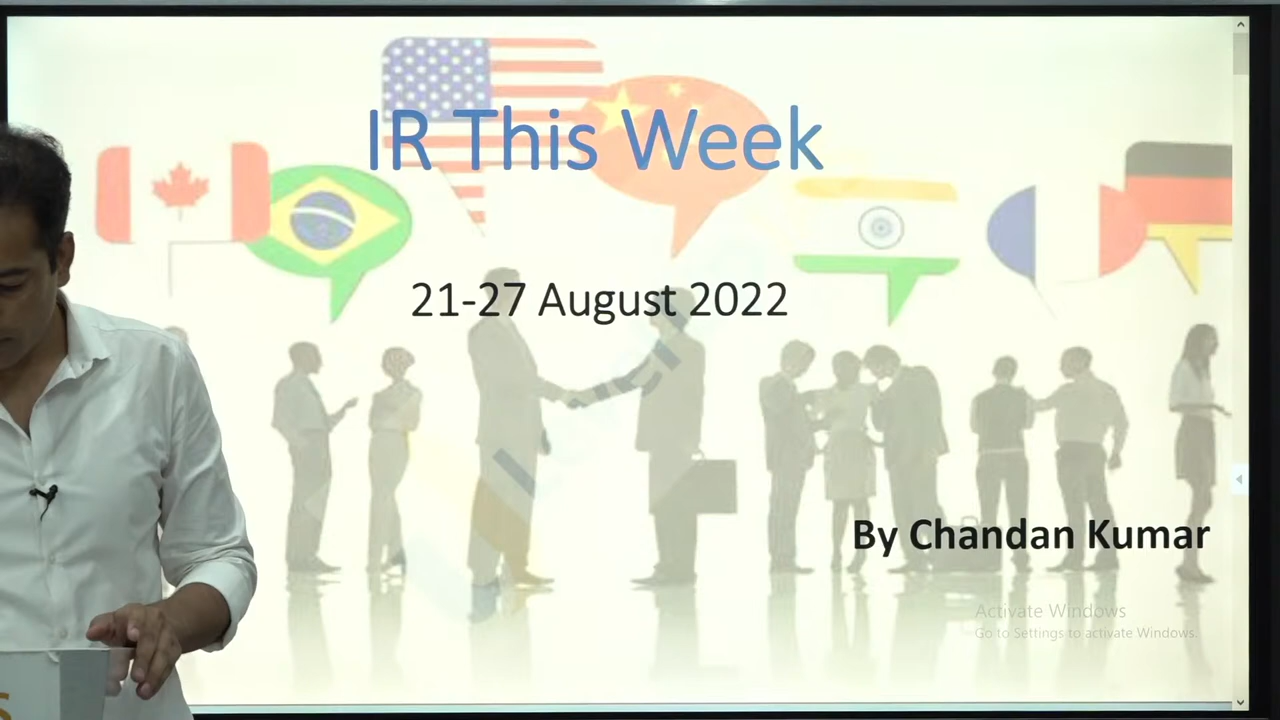 IR This Week
21-27 August 2022
By Chandan Kumar
Activate Windows
Go to Settings to activate Windows.
S